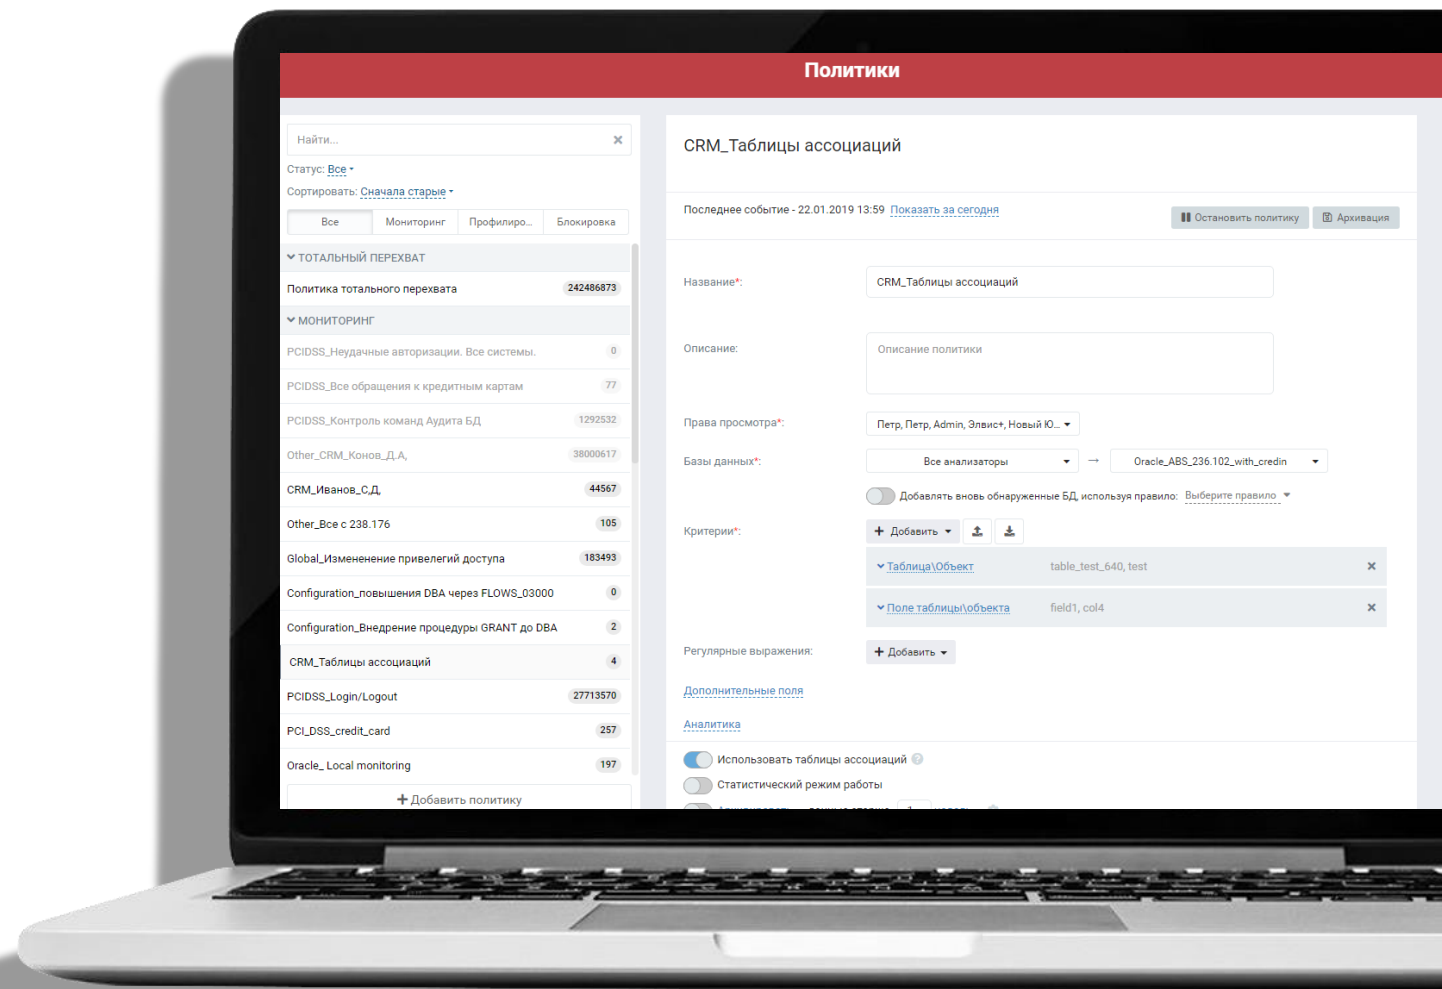 Политики
Найти...
Статус: Все
Сортировать: Сначала старые
Все Мониторинг Профилиро... Блокировка
ТОТАЛЬНЫЙ ПЕРЕХВАТ
Политика тотального перехвата 242486873
МОНИТОРИНГ
PCIDSS_Неудачные авторизации. Все системы. 0
PCIDSS_Все обращения к кредитным картам 77
PCIDSS_Контроль команд Аудита БД 1292532
Other_CRM_Конов_Д.А, 38000617
CRM_Иванов_С,Д, 44567
Other_Все с 238.176 105
Global_Измененение привелегий доступа 183493
Configuration_повышения DBA через FLOWS_03000 0
Configuration_Внедрение процедуры GRANT до DBA 2
CRM_Таблицы ассоциаций 4
PCIDSS_Login/Logout 27713570
PCI_DSS_credit_card 257
Oracle_ Local monitoring 197
Добавить политику
CRM_Таблицы ассоциаций
Последнее событие - 22.01.2019 13:59 Показать за сегодня
Остановить политику Архивация
Название*: CRM_Таблицы ассоциаций
Описание: Описание политики
Права просмотра*: Петр, Петр, Admin, Элвис+, Новый Ю...
Базы данных*: Все анализаторы → Oracle_ABS_236.102_with_credin
Добавлять вновь обнаруженные БД, используя правило: Выберите правило
Критерии*: + Добавить
Таблица\Объект table_test_640, test
Поле таблицы\объекта field1, col4
Регулярные выражения: + Добавить
Дополнительные поля
Аналитика
Использовать таблицы ассоциаций
Статистический режим работы